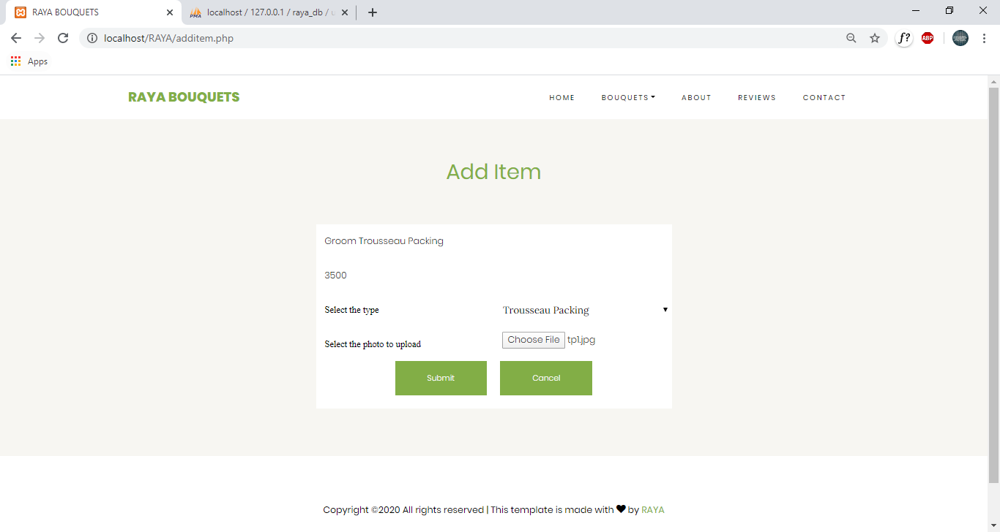 RAYA BOUQUETS
localhost / 127.0.0.1 / raya_db /
localhost/RAYA/additem.php
f?
ABP
Apps
RAYA BOUQUETS
HOME BOUQUETS ABOUT REVIEWS CONTACT
Add Item
Groom Trousseau Packing
3500
Select the type Trousseau Packing
Select the photo to upload Choose File tp1.jpg
Submit Cancel
Copyright ©2020 All rights reserved | This template is made with ♥ by RAYA